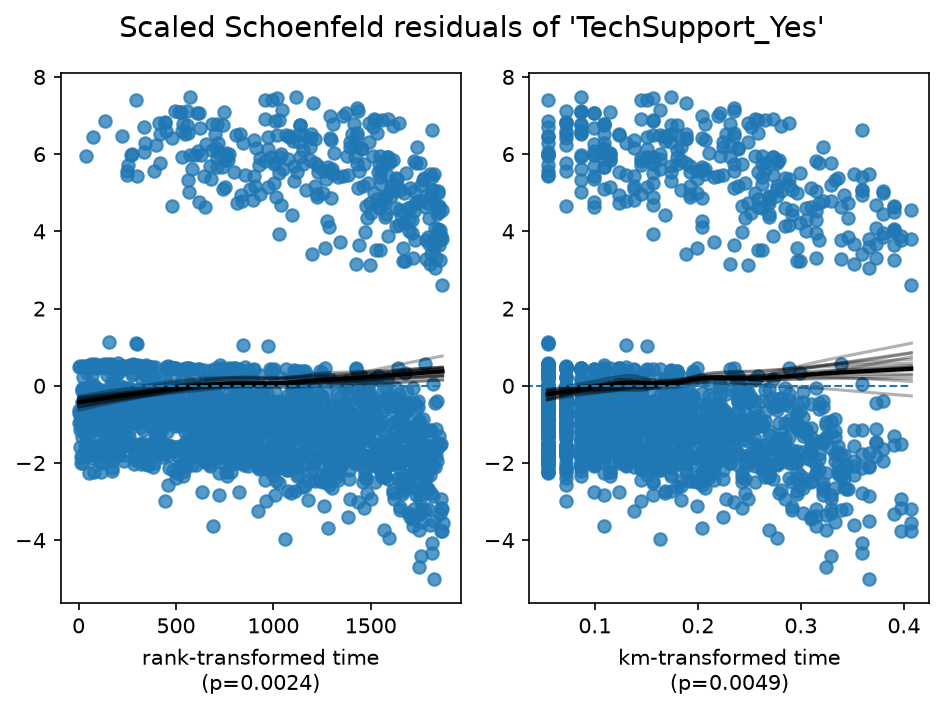 Scaled Schoenfeld residuals of 'TechSupport_Yes'
8
6
4
2
0
−2
−4
0 500 1000 1500
rank-transformed time
(p=0.0024)
8
6
4
2
0
−2
−4
0.1 0.2 0.3 0.4
km-transformed time
(p=0.0049)